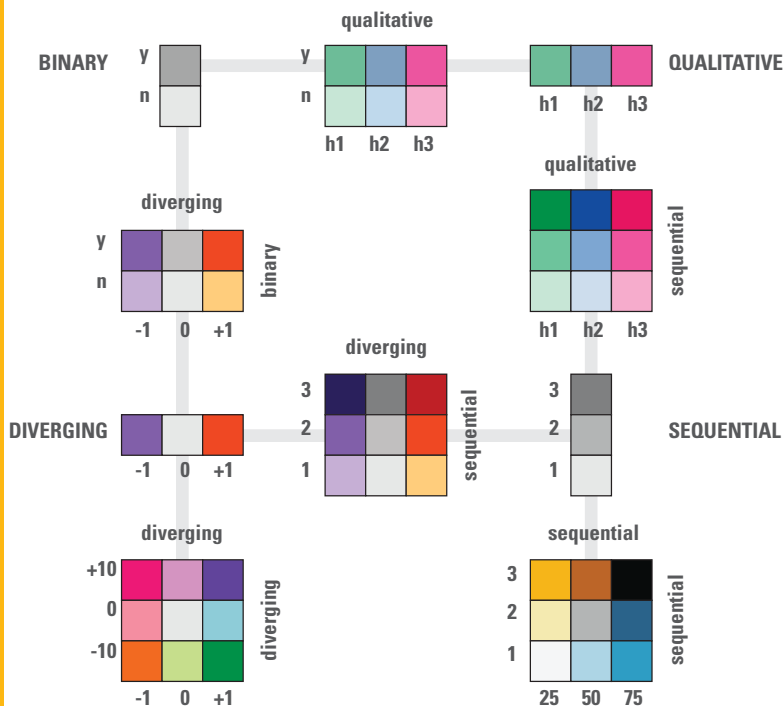 qualitative
BINARY y y QUALITATIVE
n n h1 h2 h3
h1 h2 h3
qualitative
diverging
y
n
binary
sequential
-1 0 +1
h1 h2 h3
diverging
3 3
DIVERGING 2 2 SEQUENTIAL
-1 0 +1
1 1
sequential
diverging sequential
+10
0
-10
diverging
3
2
1
sequential
-1 0 +1
25 50 75